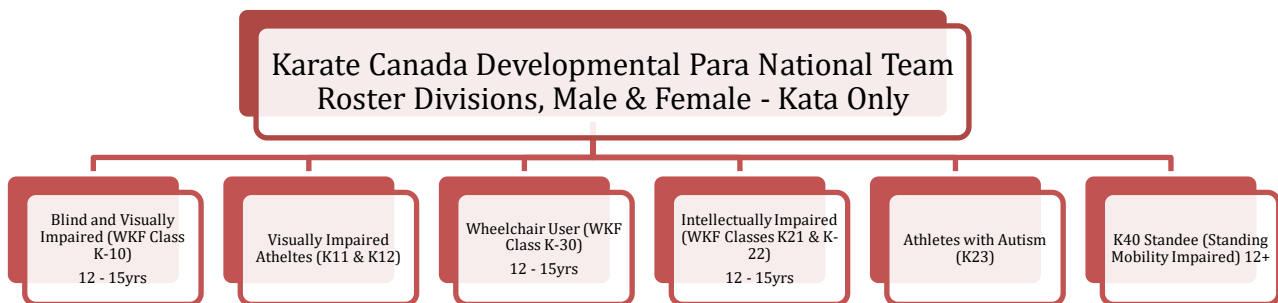 Karate Canada Developmental Para National Team
Roster Divisions, Male & Female - Kata Only
Blind and Visually
Impaired (WKF Class
K-10)
12 - 15yrs
Visually Impaired
Atheltes (K11 & K12)
Wheelchair User (WKF
Class K-30)
12 - 15yrs
Intellectually Impaired
(WKF Classes K21 & K-
22)
12 - 15yrs
Athletes with Autism
(K23)
K40 Standee (Standing
Mobility Impaired) 12+